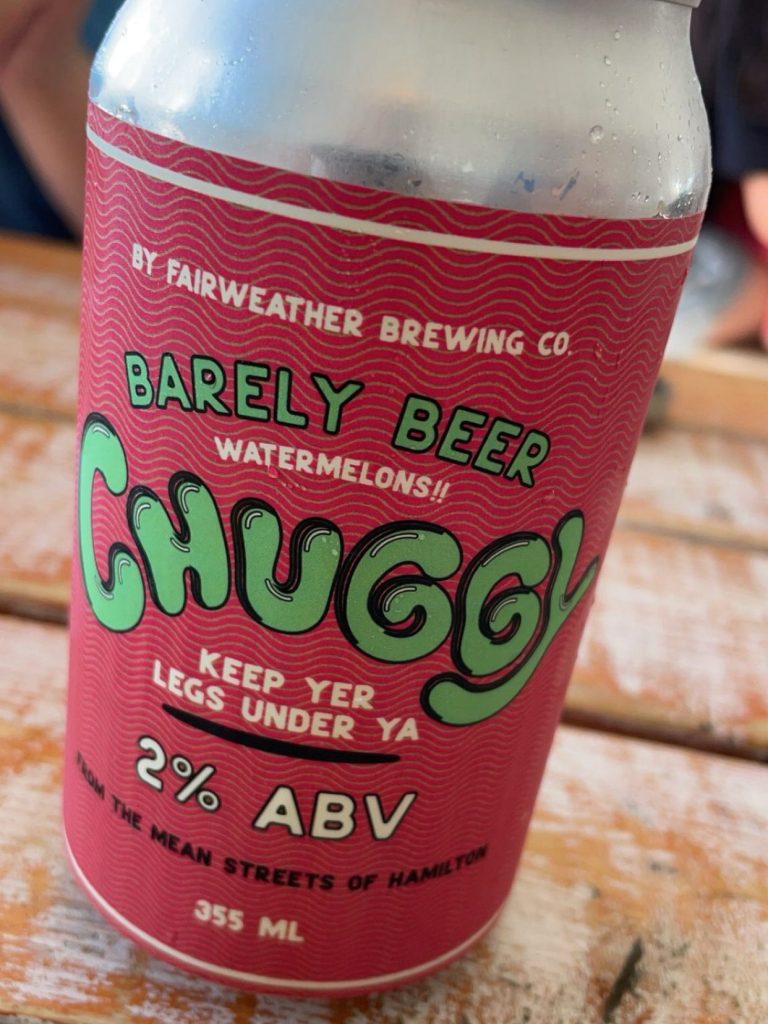 BY FAIRWEATHER BREWING CO.
BARELY BEER
WATERMELONS!!
CHUGGY
KEEP YER
LEGS UNDER YA
2% ABV
FROM THE MEAN STREETS OF HAMILTON
355 ML